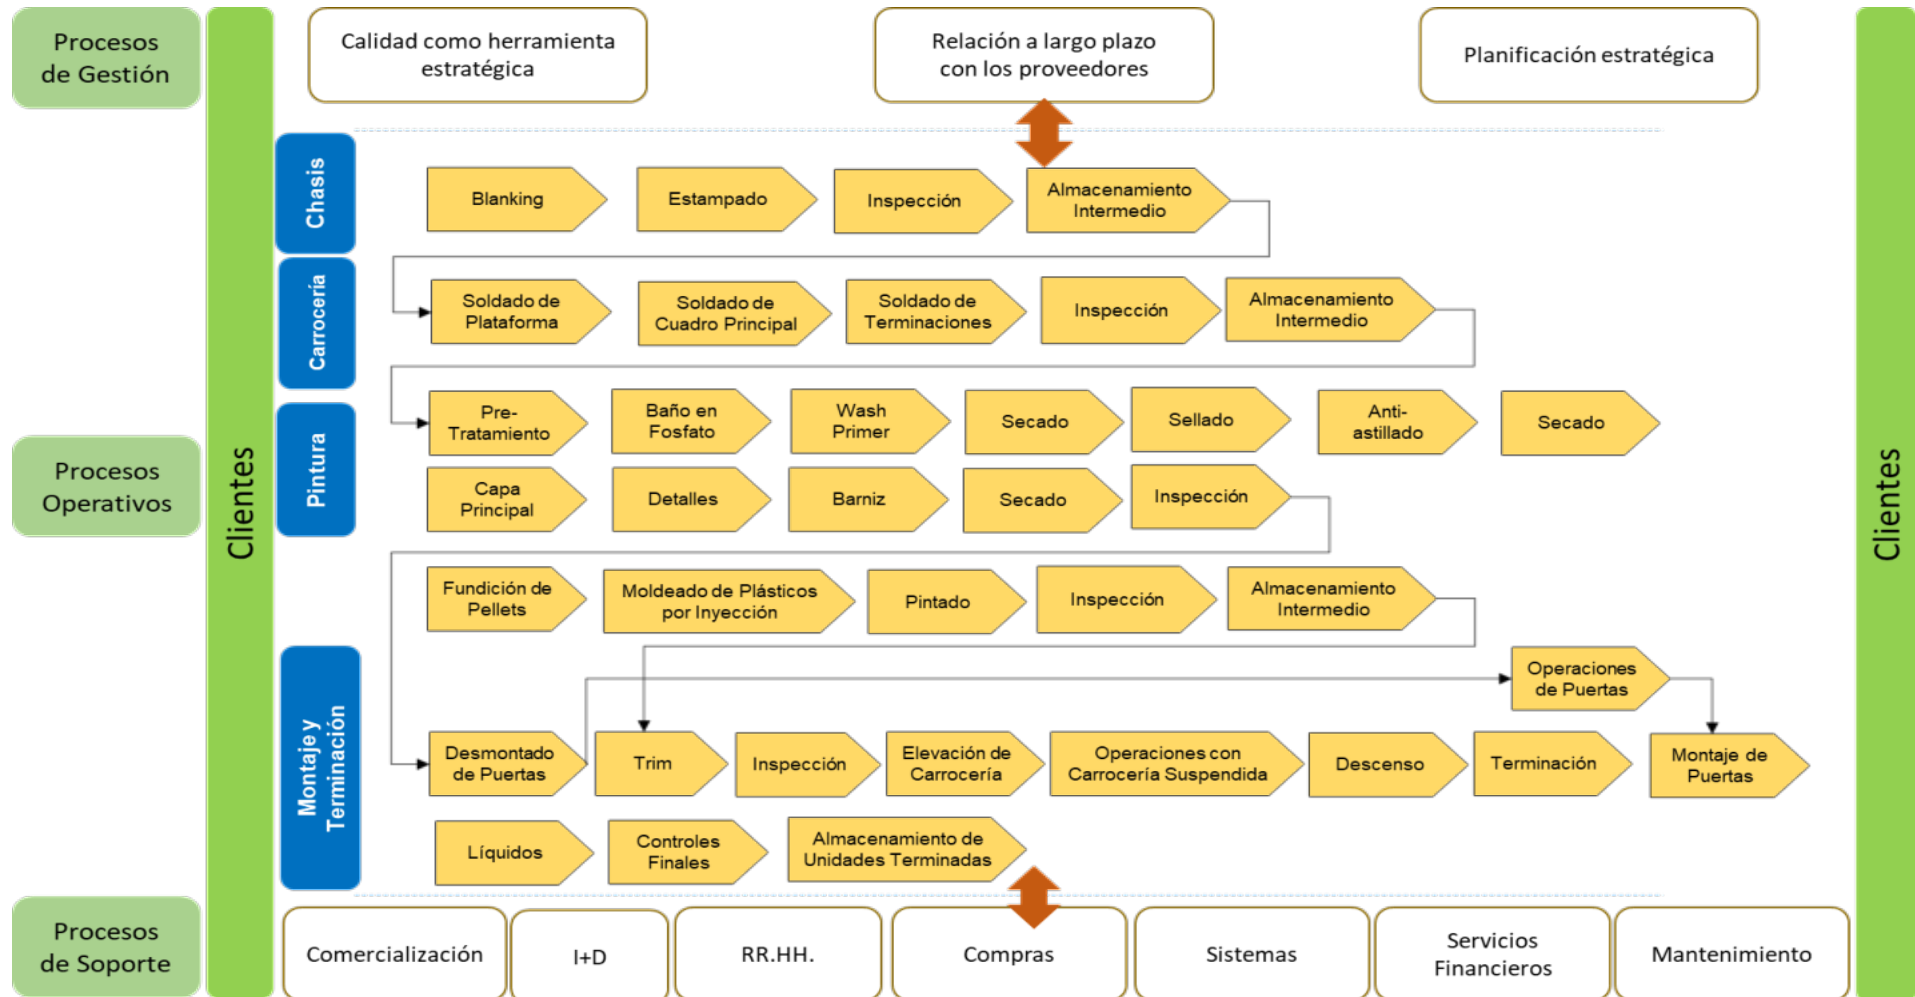 Procesos
de Gestión
Calidad como herramienta
estratégica
Relación a largo plazo
con los proveedores
Planificación estratégica
Clientes
Clientes
Procesos
Operativos
Chasis
Blanking
Estampado
Inspección
Almacenamiento
Intermedio
Carrocería
Soldado de
Plataforma
Soldado de
Cuadro Principal
Soldado de
Terminaciones
Inspección
Almacenamiento
Intermedio
Pintura
Pre-
Tratamiento
Baño en
Fosfato
Wash
Primer
Secado
Sellado
Anti-
astillado
Secado
Capa
Principal
Detalles
Barniz
Secado
Inspección
Fundición de
Pellets
Moldeado de Plásticos
por Inyección
Pintado
Inspección
Almacenamiento
Intermedio
Montaje y
Terminación
Operaciones
de Puertas
Desmontado
de Puertas
Trim
Inspección
Elevación de
Carrocería
Operaciones con
Carrocería Suspendida
Descenso
Terminación
Montaje de
Puertas
Líquidos
Controles
Finales
Almacenamiento de
Unidades Terminadas
Procesos
de Soporte
Comercialización
I+D
RR.HH.
Compras
Sistemas
Servicios
Financieros
Mantenimiento